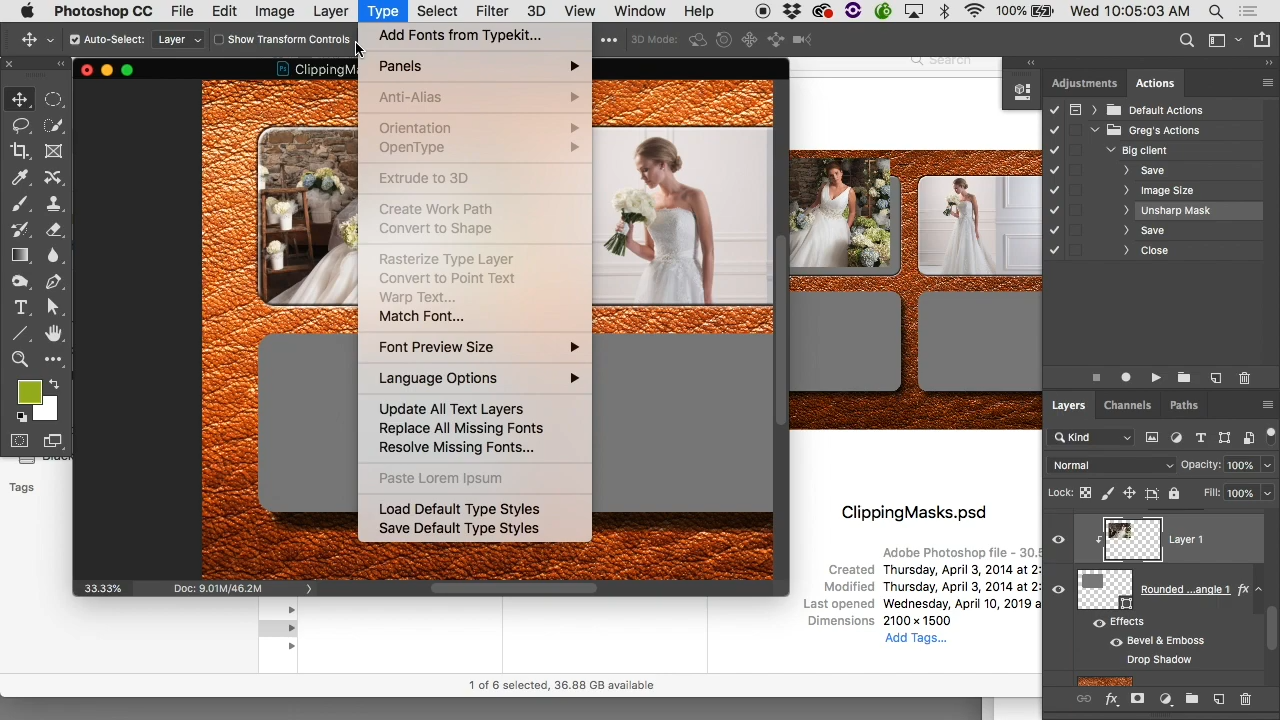 Photoshop CC File Edit Image Layer Type Select Filter 3D View Window Help 100% Wed 10:05:03 AM
Auto-Select: Layer Show Transform Controls 3D Mode:
Add Fonts from Typekit...
Panels
Anti-Alias
Orientation
OpenType
Extrude to 3D
Create Work Path
Convert to Shape
Rasterize Type Layer
Convert to Point Text
Warp Text...
Match Font...
Font Preview Size
Language Options
Update All Text Layers
Replace All Missing Fonts
Resolve Missing Fonts...
Paste Lorem Ipsum
Load Default Type Styles
Save Default Type Styles
Search
Tags
33.33% Doc: 9.01M/46.2M
ClippingMasks.psd
Adobe Photoshop file - 30.5
Created Thursday, April 3, 2014 at 2:
Modified Thursday, April 3, 2014 at 2:
Last opened Wednesday, April 10, 2019 a
Dimensions 2100 × 1500
Add Tags...
1 of 6 selected, 36.88 GB available
Adjustments Actions
Default Actions
Greg's Actions
Big client
Save
Image Size
Unsharp Mask
Save
Close
Layers Channels Paths
Kind
Normal Opacity: 100%
Lock: Fill: 100%
Layer 1
Rounded ...angle 1 fx
Effects
Bevel & Emboss
Drop Shadow
fx